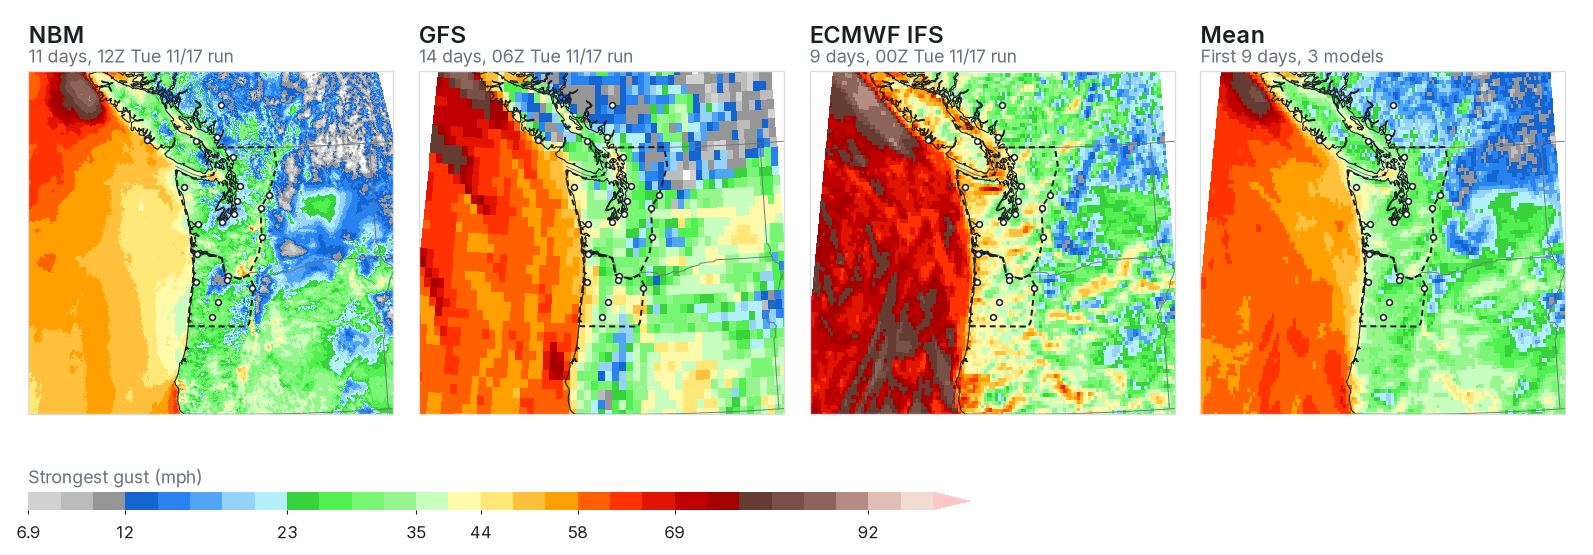 NBM
11 days, 12Z Tue 11/17 run
GFS
14 days, 06Z Tue 11/17 run
ECMWF IFS
9 days, 00Z Tue 11/17 run
Mean
First 9 days, 3 models
Strongest gust (mph)
6.9 12 23 35 44 58 69 92